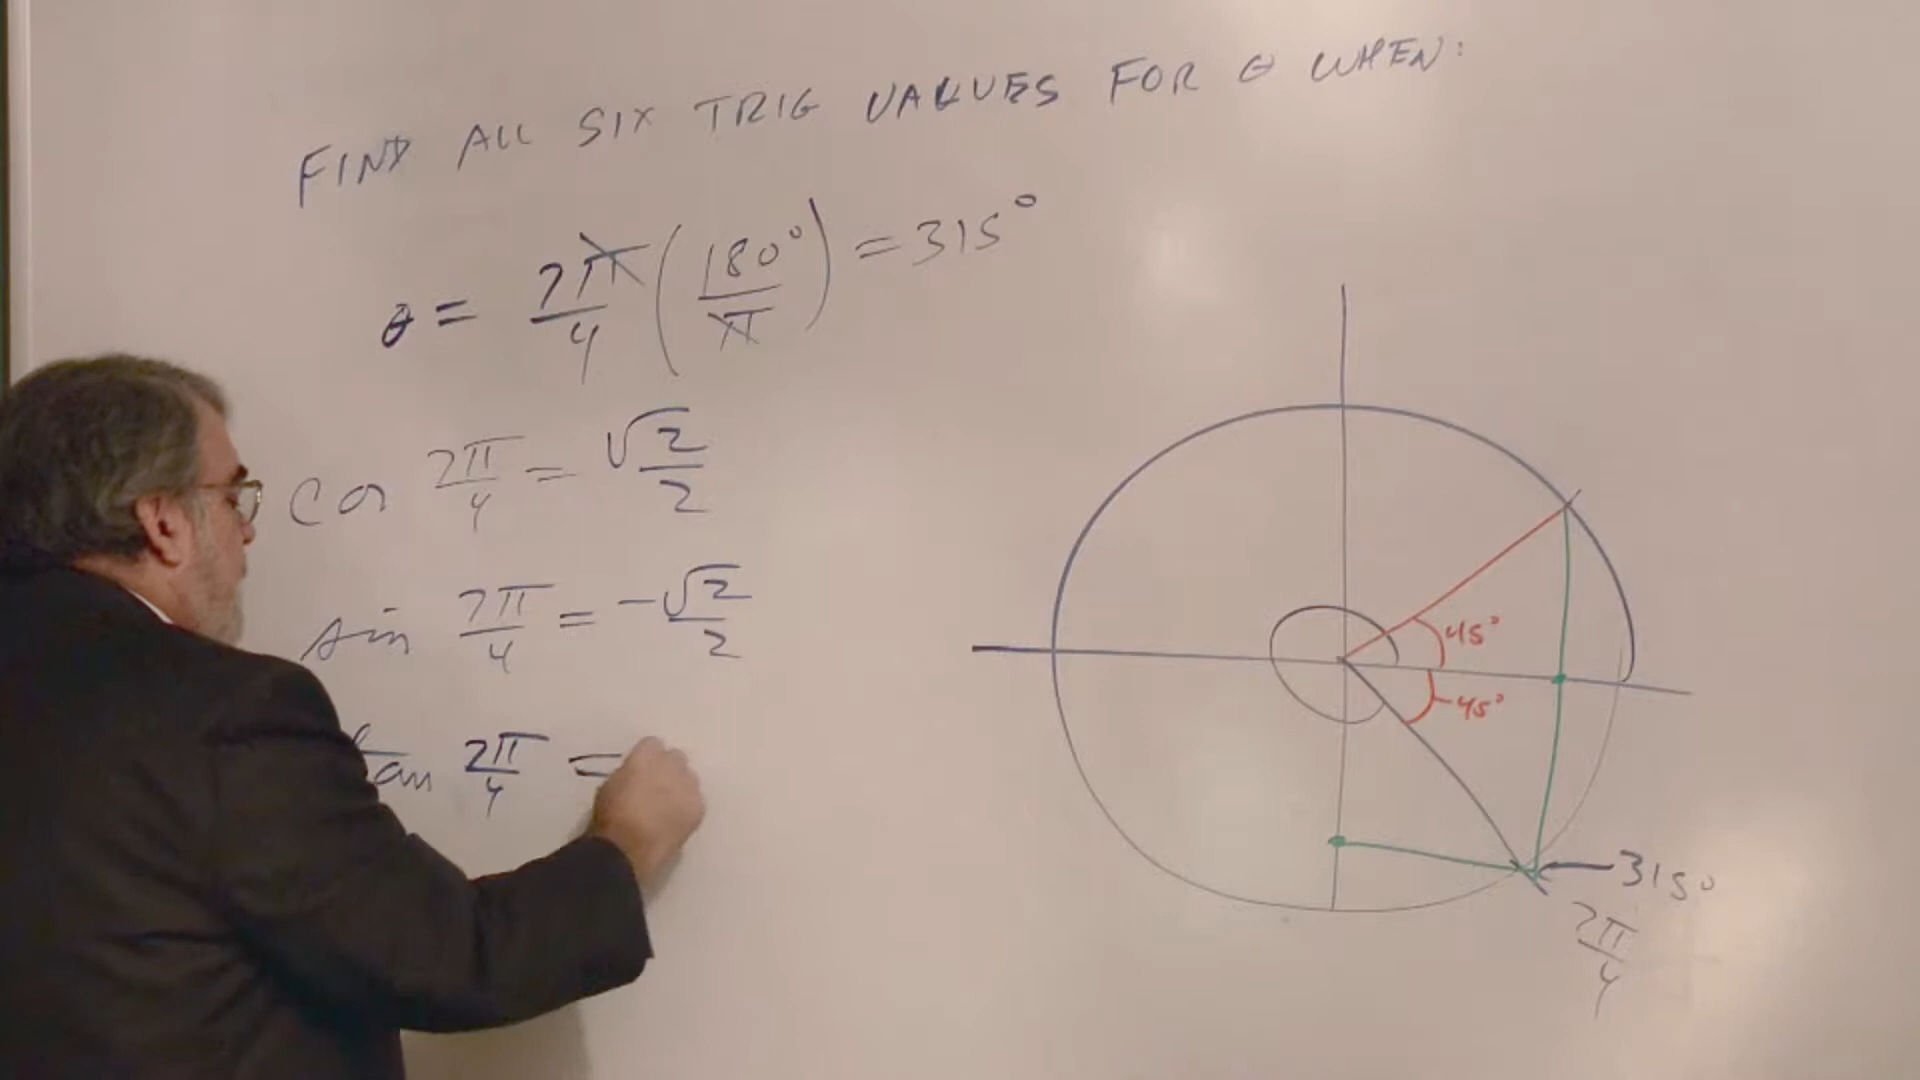 FIND ALL SIX TRIG VALUES FOR θ WHEN:
θ = 7π/4 (180°/π) = 315°
cos 7π/4 = √2/2
sin 7π/4 = -√2/2
tan 7π/4 =
45°
45°
315°
7π/4